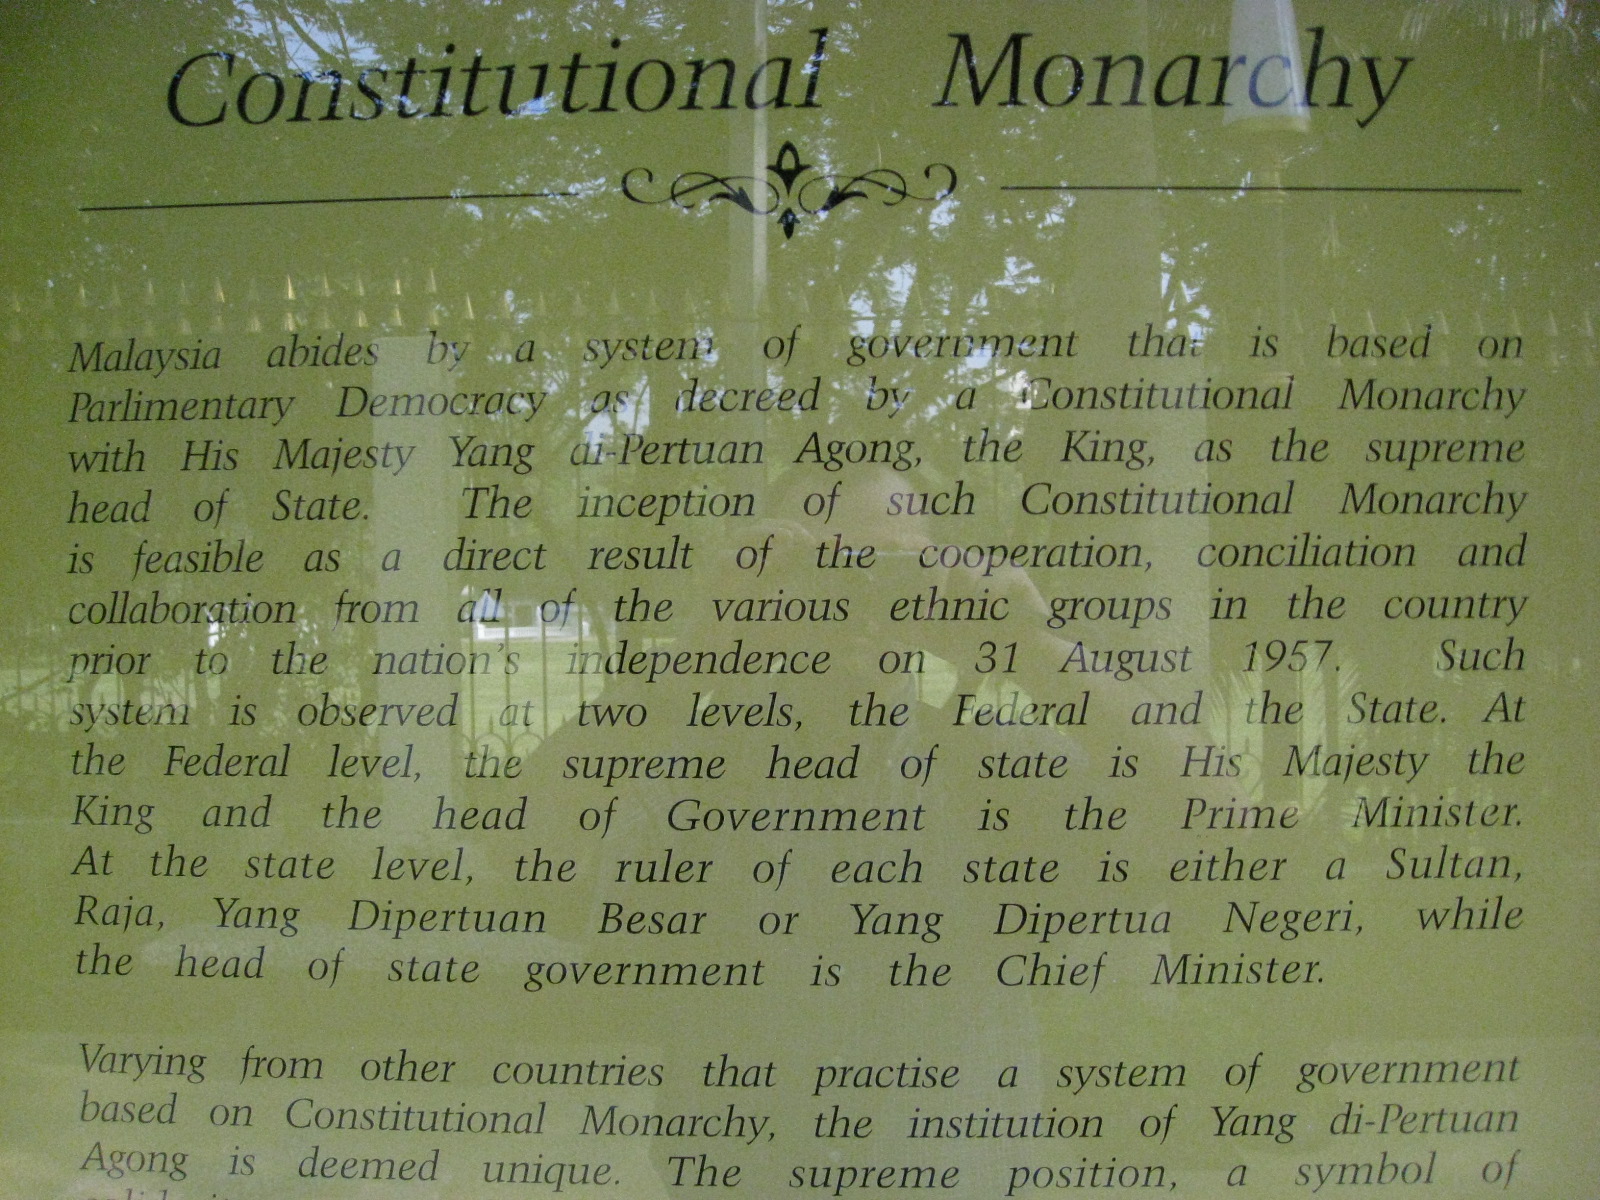 Constitutional Monarchy
Malaysia abides by a system of government that is based on
Parlimentary Democracy as decreed by a Constitutional Monarchy
with His Majesty Yang di-Pertuan Agong, the King, as the supreme
head of State. The inception of such Constitutional Monarchy
is feasible as a direct result of the cooperation, conciliation and
collaboration from all of the various ethnic groups in the country
prior to the nation's independence on 31 August 1957. Such
system is observed at two levels, the Federal and the State. At
the Federal level, the supreme head of state is His Majesty the
King and the head of Government is the Prime Minister.
At the state level, the ruler of each state is either a Sultan,
Raja, Yang Dipertuan Besar or Yang Dipertua Negeri, while
the head of state government is the Chief Minister.
Varying from other countries that practise a system of government
based on Constitutional Monarchy, the institution of Yang di-Pertuan
Agong is deemed unique. The supreme position, a symbol of